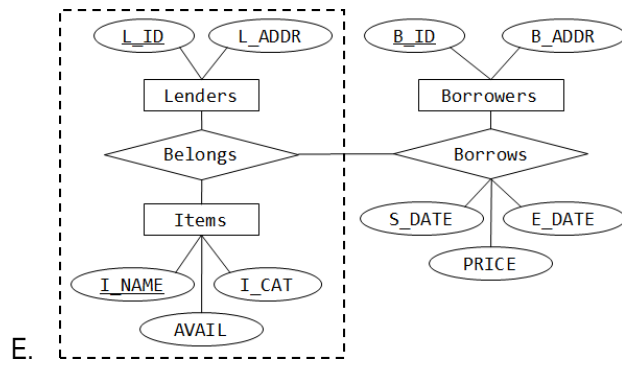 L_ID L_ADDR B_ID B_ADDR
Lenders Borrowers
Belongs Borrows
Items S_DATE E_DATE
PRICE
I_NAME I_CAT
AVAIL
E.